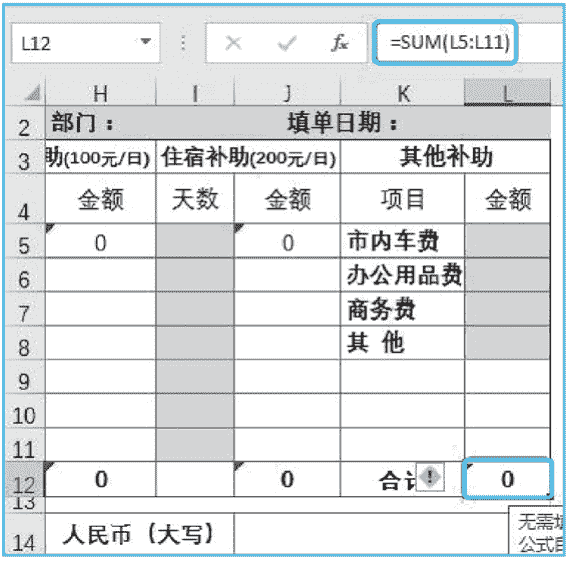 L12 fx =SUM(L5:L11)
H I J K L
2 部门： 填单日期：
3 助(100元/日) 住宿补助(200元/日) 其他补助
4 金额 天数 金额 项目 金额
5 0 0 市内车费
6 办公用品费
7 商务费
8 其 他
9
10
11
12 0 0 合 0
13
14 人民币（大写） 无需
公式